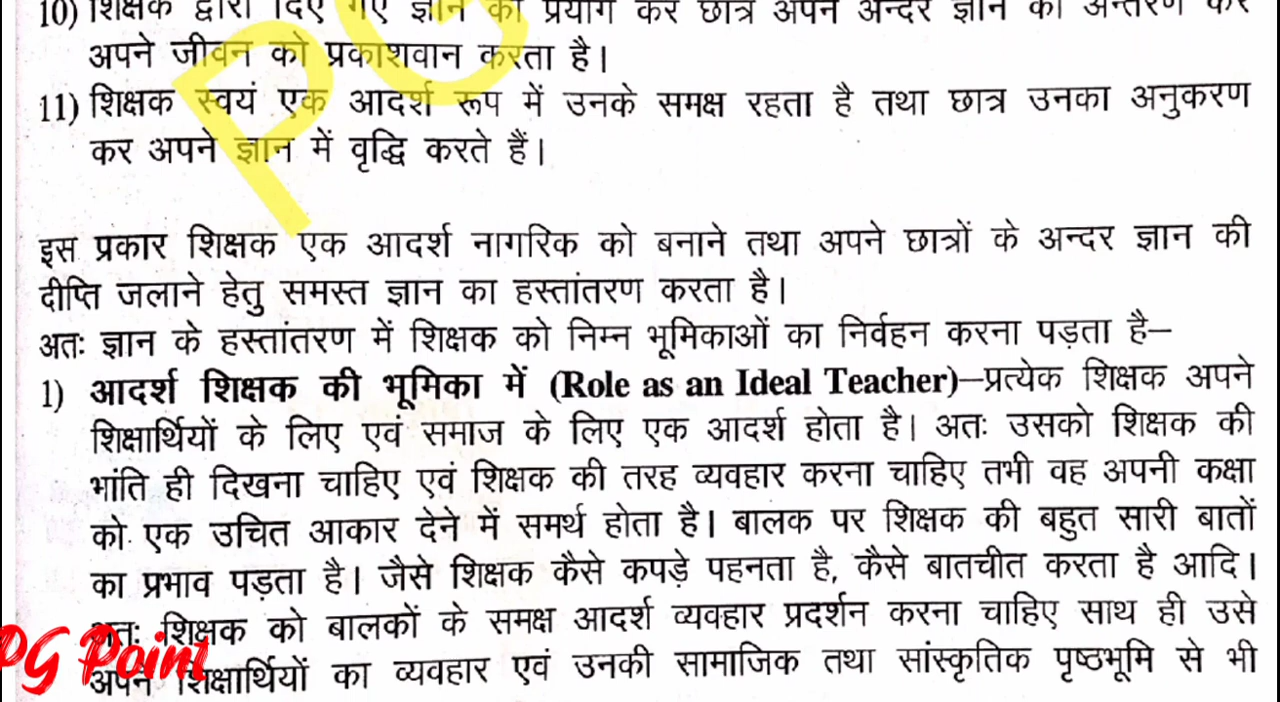 10) शिक्षक द्वारा दिए गए ज्ञान का प्रयोग कर छात्र अपने अन्दर ज्ञान का अन्तरण कर
अपने जीवन को प्रकाशवान करता है।
11) शिक्षक स्वयं एक आदर्श रूप में उनके समक्ष रहता है तथा छात्र उनका अनुकरण
कर अपने ज्ञान में वृद्धि करते हैं।
इस प्रकार शिक्षक एक आदर्श नागरिक को बनाने तथा अपने छात्रों के अन्दर ज्ञान की
दीप्ति जलाने हेतु समस्त ज्ञान का हस्तांतरण करता है।
अतः ज्ञान के हस्तांतरण में शिक्षक को निम्न भूमिकाओं का निर्वहन करना पड़ता है–
1) आदर्श शिक्षक की भूमिका में (Role as an Ideal Teacher)–प्रत्येक शिक्षक अपने
शिक्षार्थियों के लिए एवं समाज के लिए एक आदर्श होता है। अतः उसको शिक्षक की
भांति ही दिखना चाहिए एवं शिक्षक की तरह व्यवहार करना चाहिए तभी वह अपनी कक्षा
को एक उचित आकार देने में समर्थ होता है। बालक पर शिक्षक की बहुत सारी बातों
का प्रभाव पड़ता है। जैसे शिक्षक कैसे कपड़े पहनता है, कैसे बातचीत करता है आदि।
अतः शिक्षक को बालकों के समक्ष आदर्श व्यवहार प्रदर्शन करना चाहिए साथ ही उसे
अपने शिक्षार्थियों का व्यवहार एवं उनकी सामाजिक तथा सांस्कृतिक पृष्ठभूमि से भी
PG Point
PG